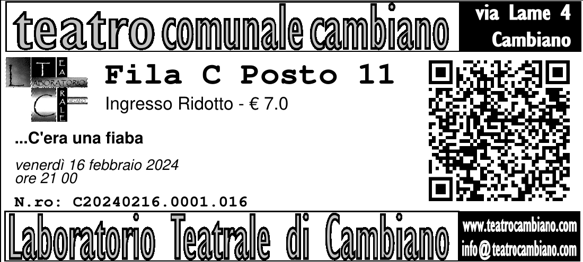 teatro comunale cambiano
via Lame 4
Cambiano
LABORATORIO
TEATRALE
Fila C Posto 11
Ingresso Ridotto - € 7.0
...C'era una fiaba
venerdì 16 febbraio 2024
ore 21 00
N.ro: C20240216.0001.016
Laboratorio Teatrale di Cambiano
www.teatrocambiano.com
info@teatrocambiano.com